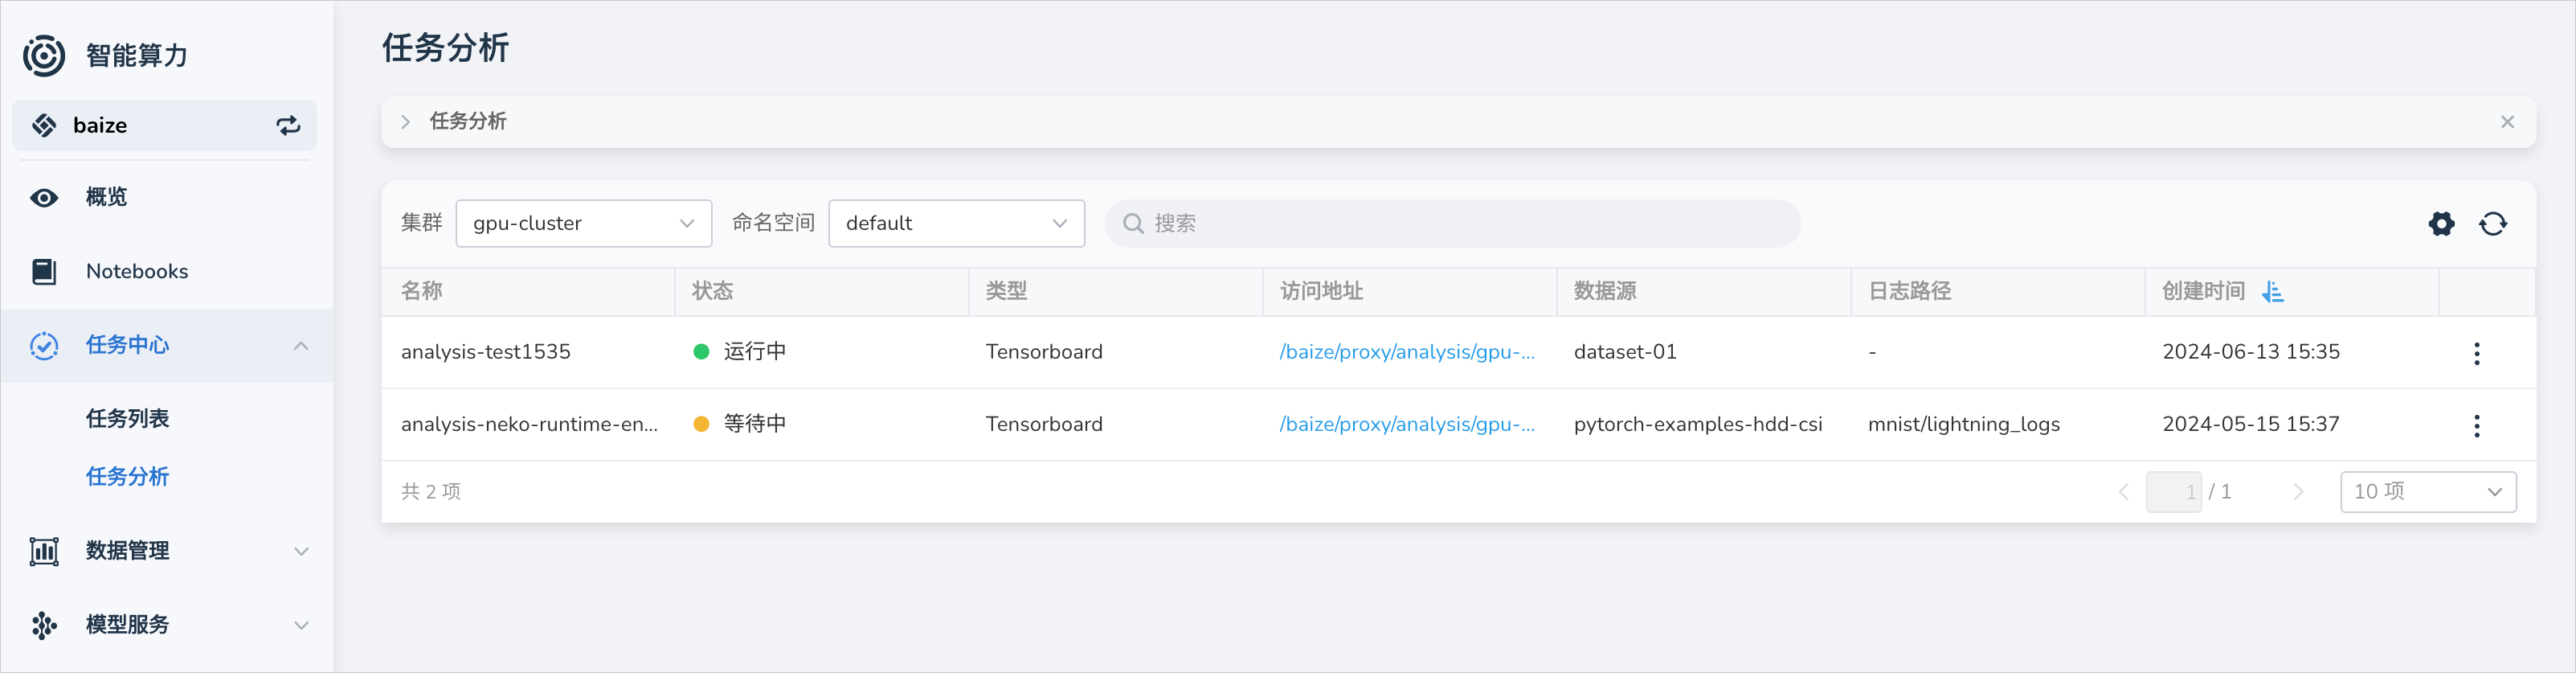 智能算力
baize
概览
Notebooks
任务中心
任务列表
任务分析
数据管理
模型服务
任务分析
任务分析
集群 gpu-cluster 命名空间 default 搜索
名称 状态 类型 访问地址 数据源 日志路径 创建时间
analysis-test1535 运行中 Tensorboard /baize/proxy/analysis/gpu-... dataset-01 - 2024-06-13 15:35
analysis-neko-runtime-en... 等待中 Tensorboard /baize/proxy/analysis/gpu-... pytorch-examples-hdd-csi mnist/lightning_logs 2024-05-15 15:37
共 2 项 1 / 1 10 项